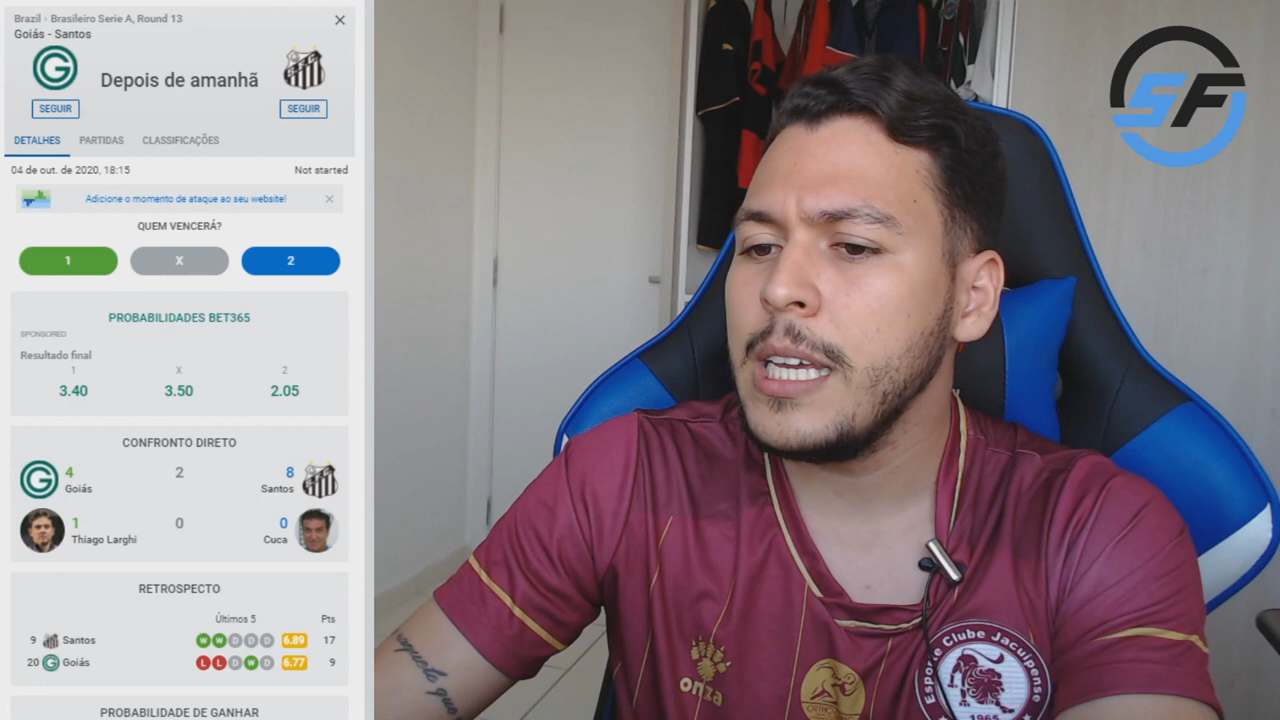 Brazil › Brasileiro Serie A, Round 13
Goiás - Santos
Depois de amanhã
SEGUIR
SEGUIR
DETALHES PARTIDAS CLASSIFICAÇÕES
04 de out. de 2020, 18:15 Not started
Adicione o momento de ataque ao seu website!
QUEM VENCERÁ?
1 X 2
PROBABILIDADES BET365
SPONSORED
Resultado final
1 X 2
3.40 3.50 2.05
CONFRONTO DIRETO
4 2 8
Goiás Santos
1 0 0
Thiago Larghi Cuca
RETROSPECTO
Últimos 5 Pts
9 Santos W W D D D 6.89 17
20 Goiás L L D W D 6.77 9
PROBABILIDADE DE GANHAR
SF
onza
Esporte Clube Jacuipense
1965